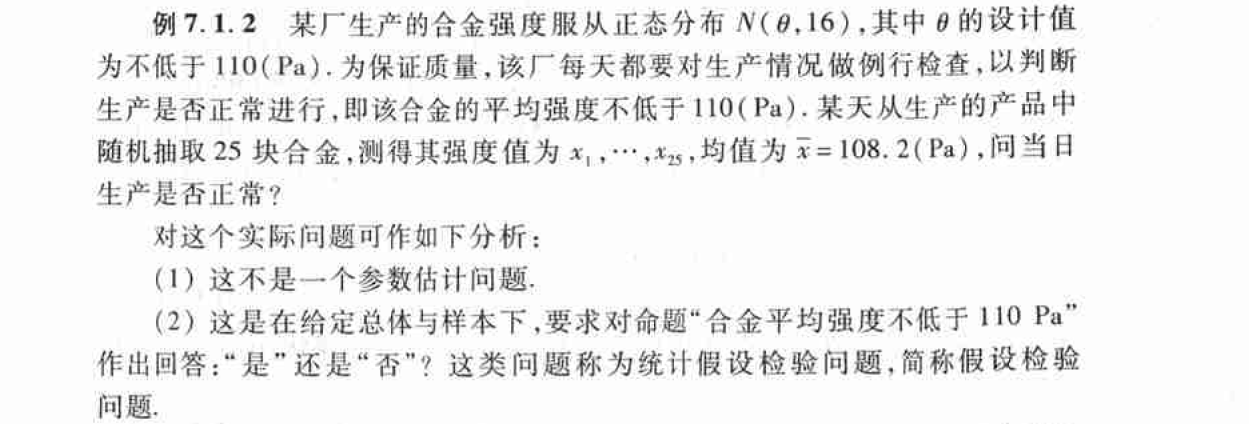 例 7.1.2 某厂生产的合金强度服从正态分布 N(θ,16),其中 θ 的设计值
为不低于 110(Pa).为保证质量,该厂每天都要对生产情况做例行检查,以判断
生产是否正常进行,即该合金的平均强度不低于 110(Pa).某天从生产的产品中
随机抽取 25 块合金,测得其强度值为 x₁,⋯,x₂₅,均值为 x̄=108.2(Pa),问当日
生产是否正常?
对这个实际问题可作如下分析:
(1) 这不是一个参数估计问题.
(2) 这是在给定总体与样本下,要求对命题“合金平均强度不低于 110 Pa”
作出回答:“是”还是“否”? 这类问题称为统计假设检验问题,简称假设检验
问题.